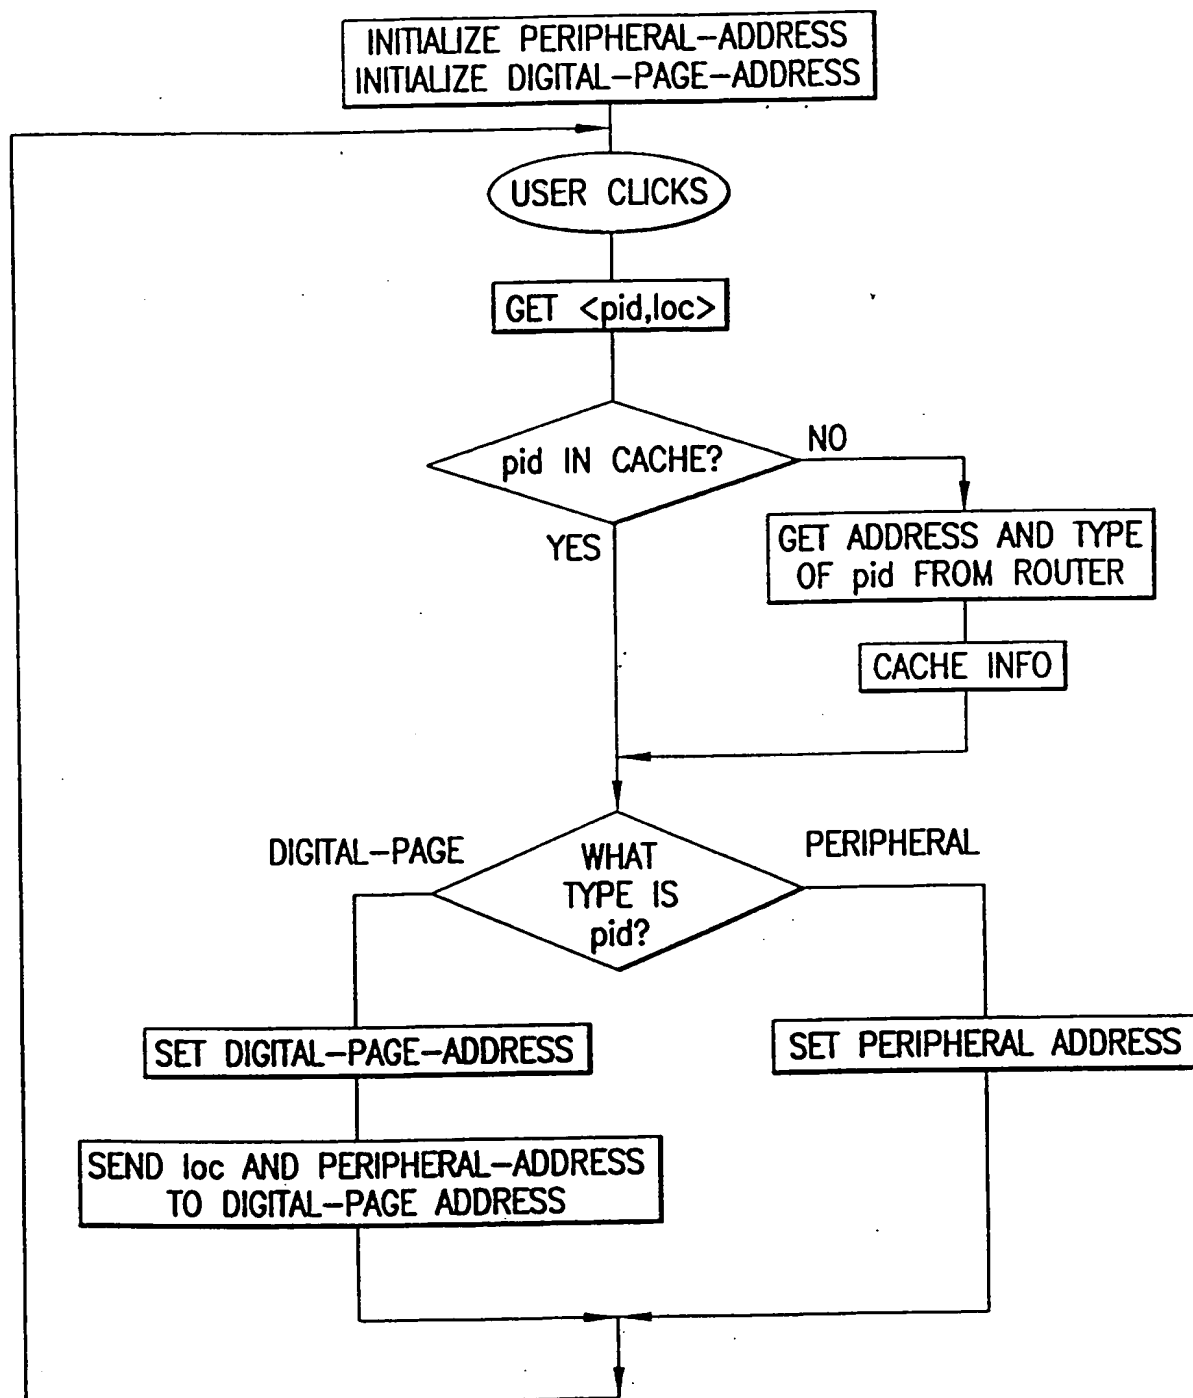 INITIALIZE PERIPHERAL-ADDRESS
INITIALIZE DIGITAL-PAGE-ADDRESS
USER CLICKS
GET <pid,loc>
pid IN CACHE?
NO
YES
GET ADDRESS AND TYPE
OF pid FROM ROUTER
CACHE INFO
DIGITAL-PAGE
WHAT
TYPE IS
pid?
PERIPHERAL
SET DIGITAL-PAGE-ADDRESS
SET PERIPHERAL ADDRESS
SEND loc AND PERIPHERAL-ADDRESS
TO DIGITAL-PAGE ADDRESS